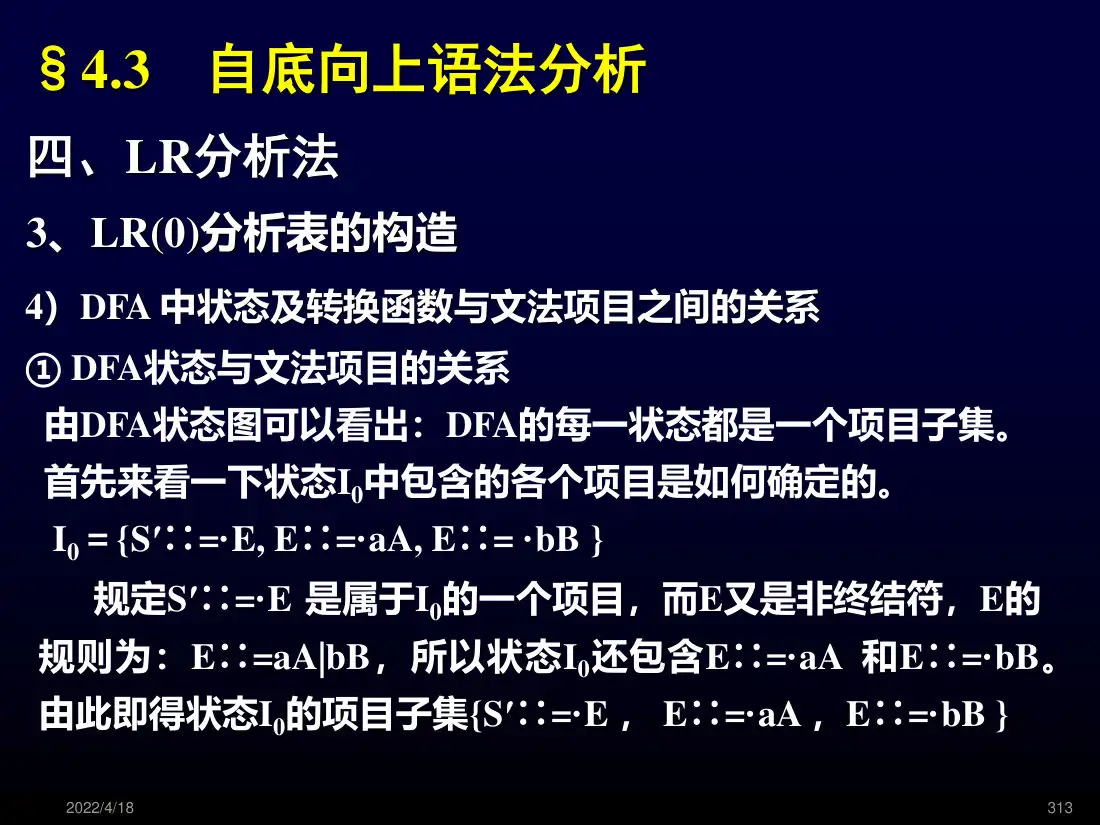 §4.3 自底向上语法分析
四、LR分析法
3、LR(0)分析表的构造
4）DFA 中状态及转换函数与文法项目之间的关系
① DFA状态与文法项目的关系
由DFA状态图可以看出：DFA的每一状态都是一个项目子集。
首先来看一下状态I₀中包含的各个项目是如何确定的。
I₀ = {S′∷=·E, E∷=·aA, E∷= ·bB }
规定S′∷=·E 是属于I₀的一个项目，而E又是非终结符，E的
规则为：E∷=aA|bB，所以状态I₀还包含E∷=·aA 和E∷=·bB。
由此即得状态I₀的项目子集{S′∷=·E ， E∷=·aA ，E∷=·bB }
2022/4/18
313